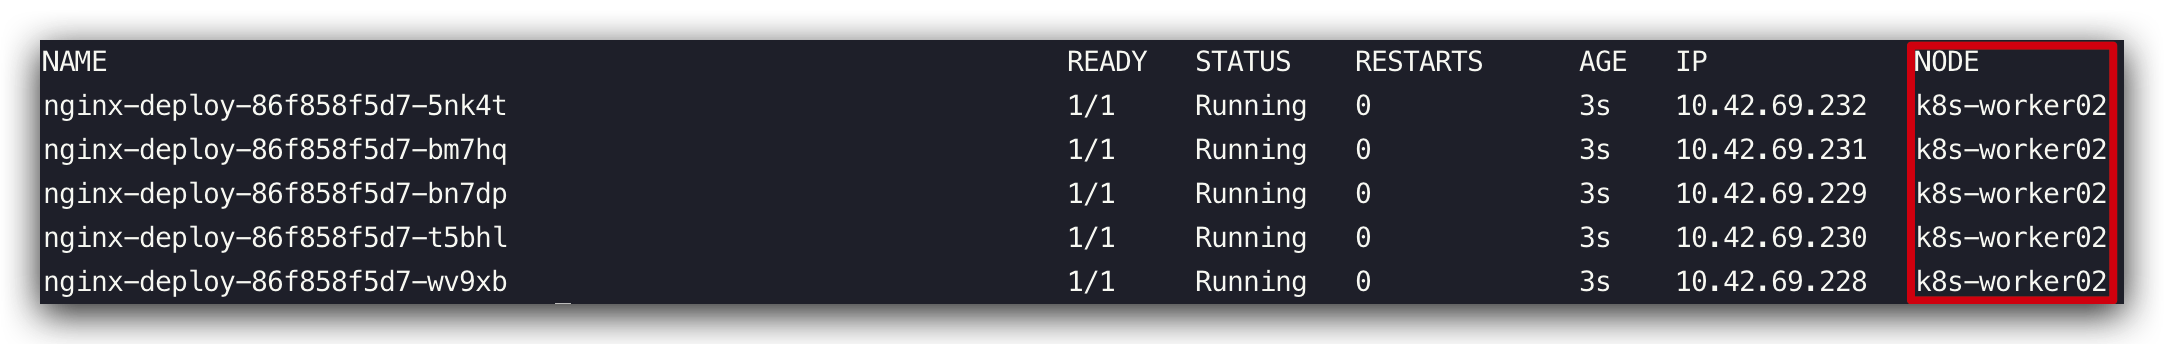 NAME READY STATUS RESTARTS AGE IP NODE
nginx-deploy-86f858f5d7-5nk4t 1/1 Running 0 3s 10.42.69.232 k8s-worker02
nginx-deploy-86f858f5d7-bm7hq 1/1 Running 0 3s 10.42.69.231 k8s-worker02
nginx-deploy-86f858f5d7-bn7dp 1/1 Running 0 3s 10.42.69.229 k8s-worker02
nginx-deploy-86f858f5d7-t5bhl 1/1 Running 0 3s 10.42.69.230 k8s-worker02
nginx-deploy-86f858f5d7-wv9xb 1/1 Running 0 3s 10.42.69.228 k8s-worker02